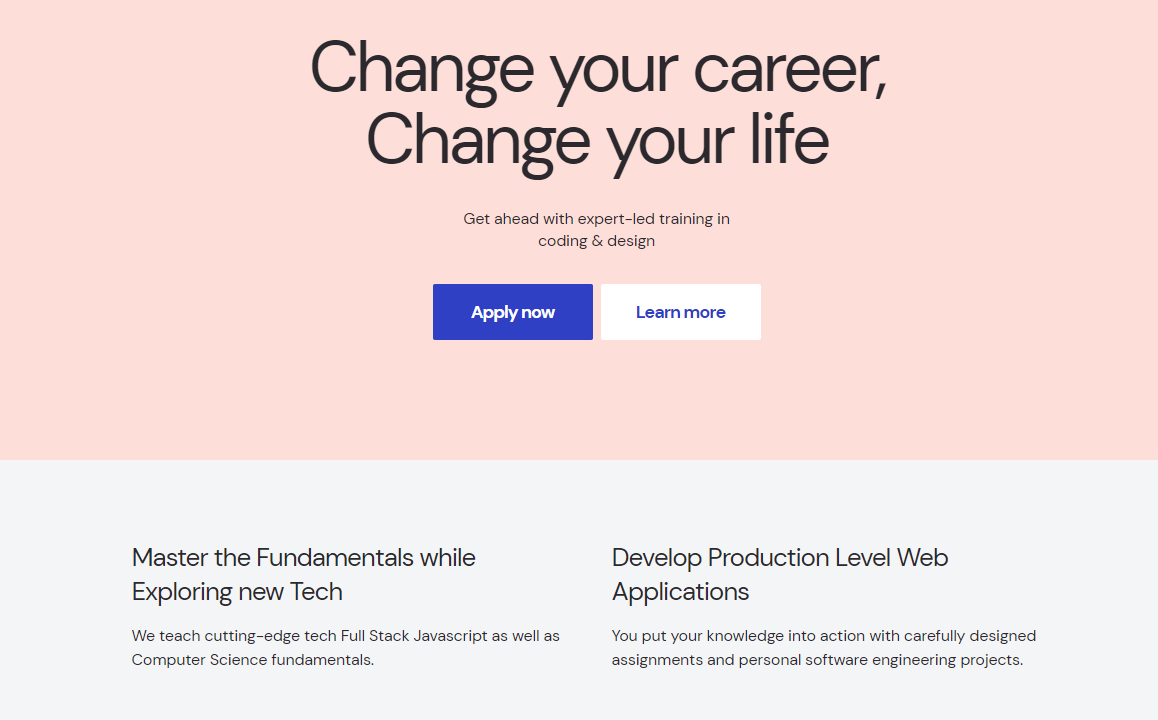 Change your career,
Change your life
Get ahead with expert-led training in
coding & design
Apply now
Learn more
Master the Fundamentals while
Exploring new Tech
We teach cutting-edge tech Full Stack Javascript as well as
Computer Science fundamentals.
Develop Production Level Web
Applications
You put your knowledge into action with carefully designed
assignments and personal software engineering projects.